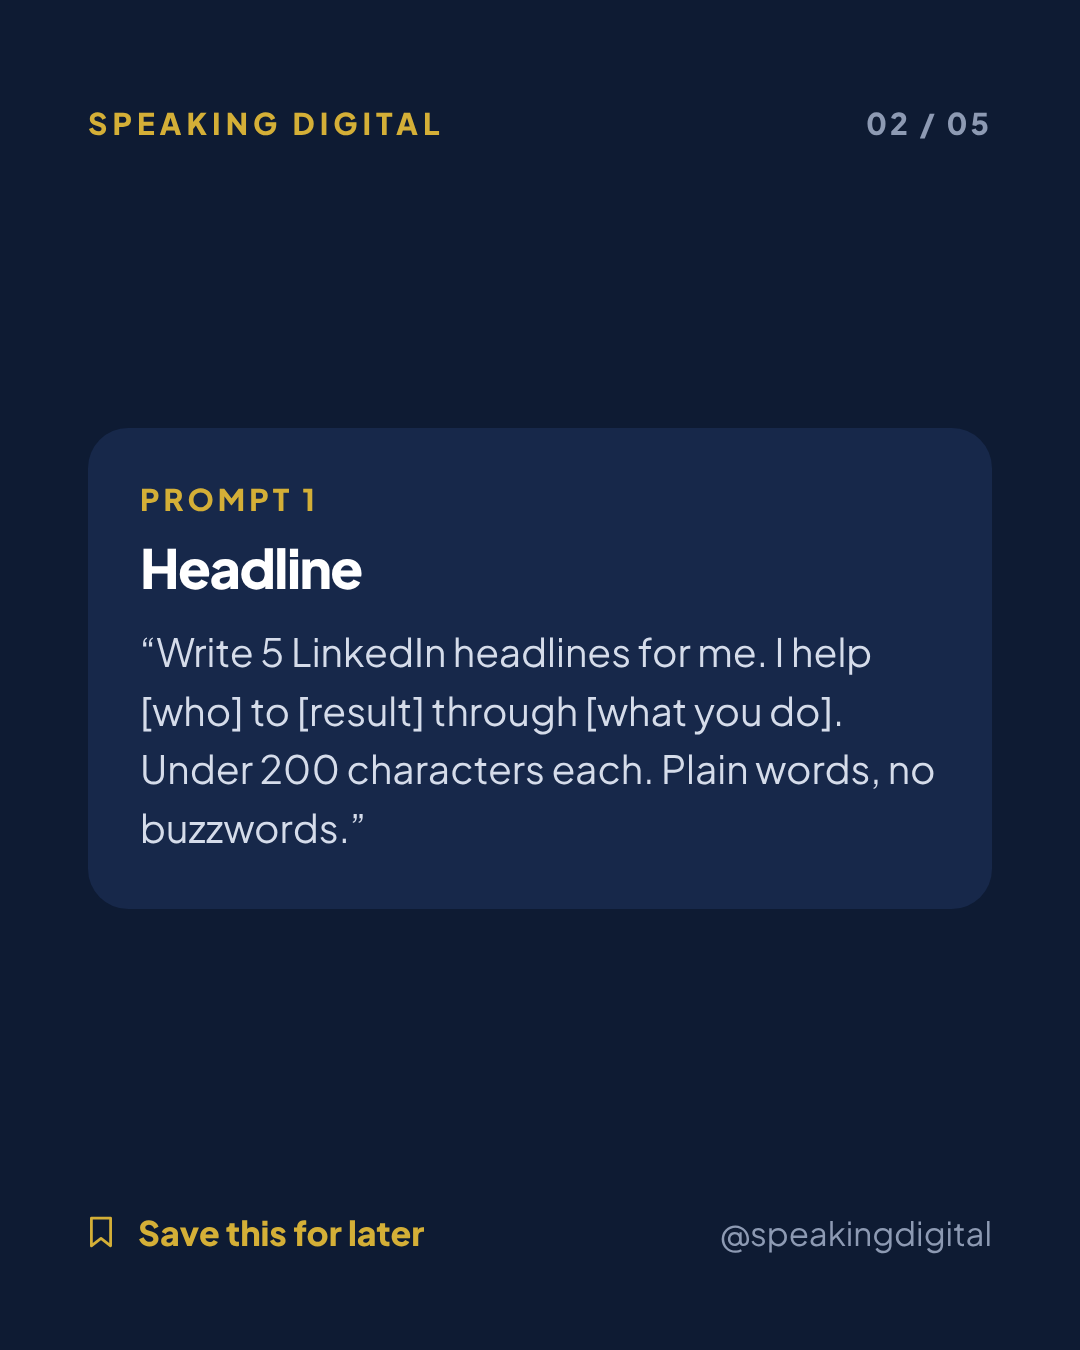 SPEAKING DIGITAL
02 / 05
PROMPT 1
Headline
“Write 5 LinkedIn headlines for me. I help
[who] to [result] through [what you do].
Under 200 characters each. Plain words, no
buzzwords.”
Save this for later
@speakingdigital